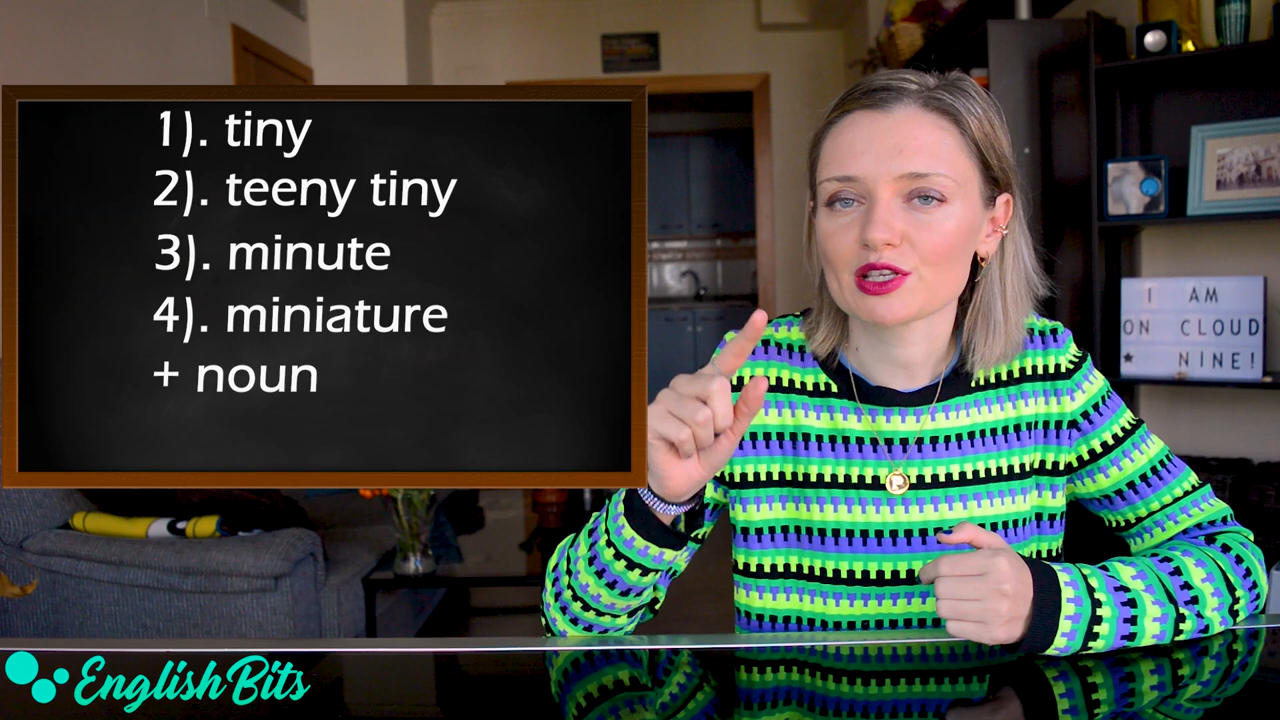 1). tiny
2). teeny tiny
3). minute
4). miniature
+ noun
I AM
ON CLOUD
NINE!
EnglishBits